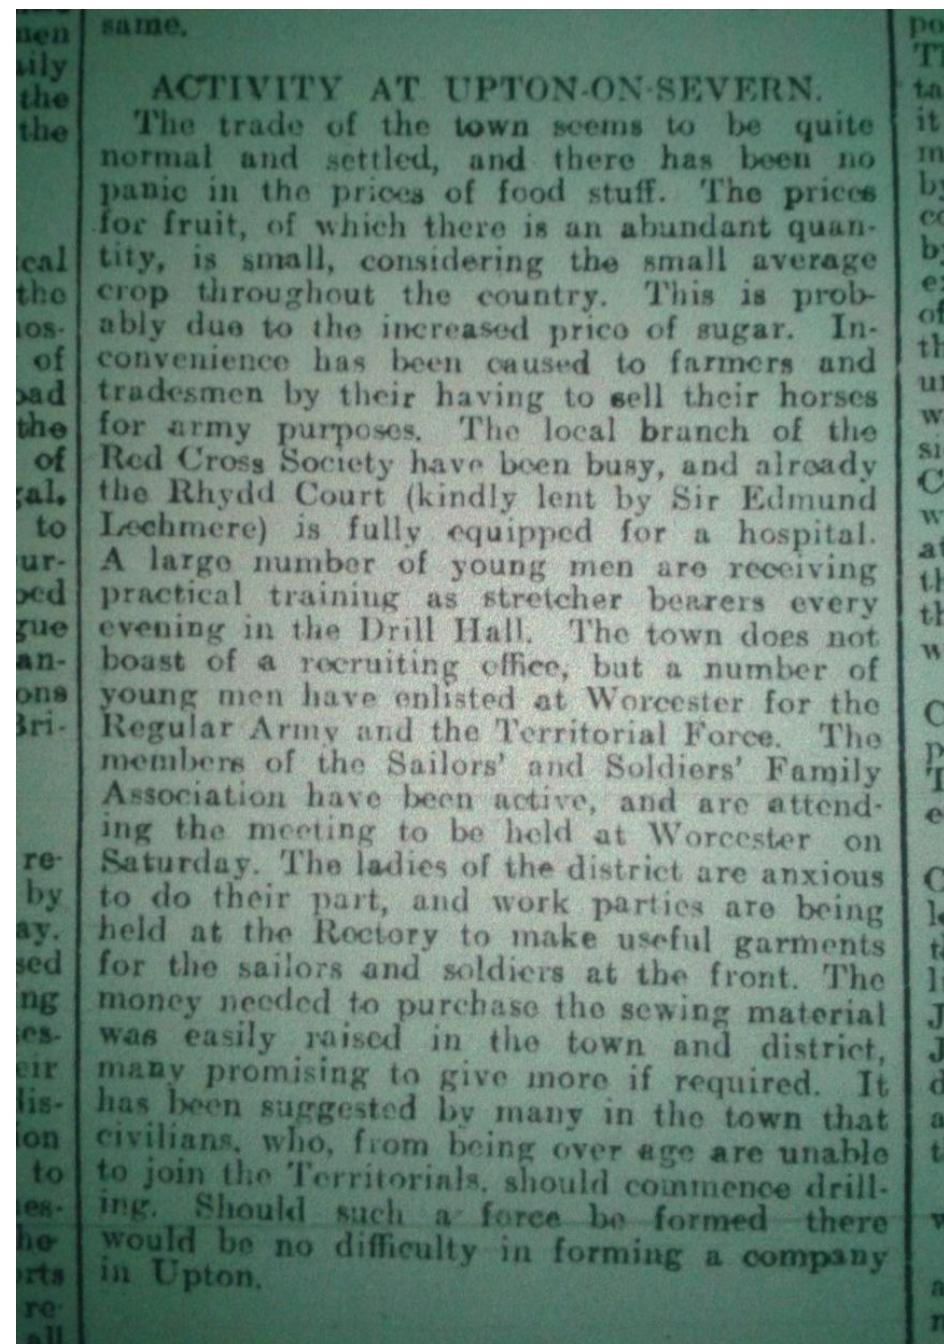 same.
ACTIVITY AT UPTON-ON-SEVERN.
The trade of the town seems to be quite
normal and settled, and there has been no
panic in the prices of food stuff. The prices
for fruit, of which there is an abundant quan-
tity, is small, considering the small average
crop throughout the country. This is prob-
ably due to the increased price of sugar. In-
convenience has been caused to farmers and
tradesmen by their having to sell their horses
for army purposes. The local branch of the
Red Cross Society have been busy, and already
the Rhydd Court (kindly lent by Sir Edmund
Lechmere) is fully equipped for a hospital.
A large number of young men are receiving
practical training as stretcher bearers every
evening in the Drill Hall. The town does not
boast of a recruiting office, but a number of
young men have enlisted at Worcester for the
Regular Army and the Territorial Force. The
members of the Sailors' and Soldiers' Family
Association have been active, and are attend-
ing the meeting to be held at Worcester on
Saturday. The ladies of the district are anxious
to do their part, and work parties are being
held at the Rectory to make useful garments
for the sailors and soldiers at the front. The
money needed to purchase the sewing material
was easily raised in the town and district,
many promising to give more if required. It
has been suggested by many in the town that
civilians, who, from being over age are unable
to join the Territorials, should commence drill-
ing. Should such a force be formed there
would be no difficulty in forming a company
in Upton.